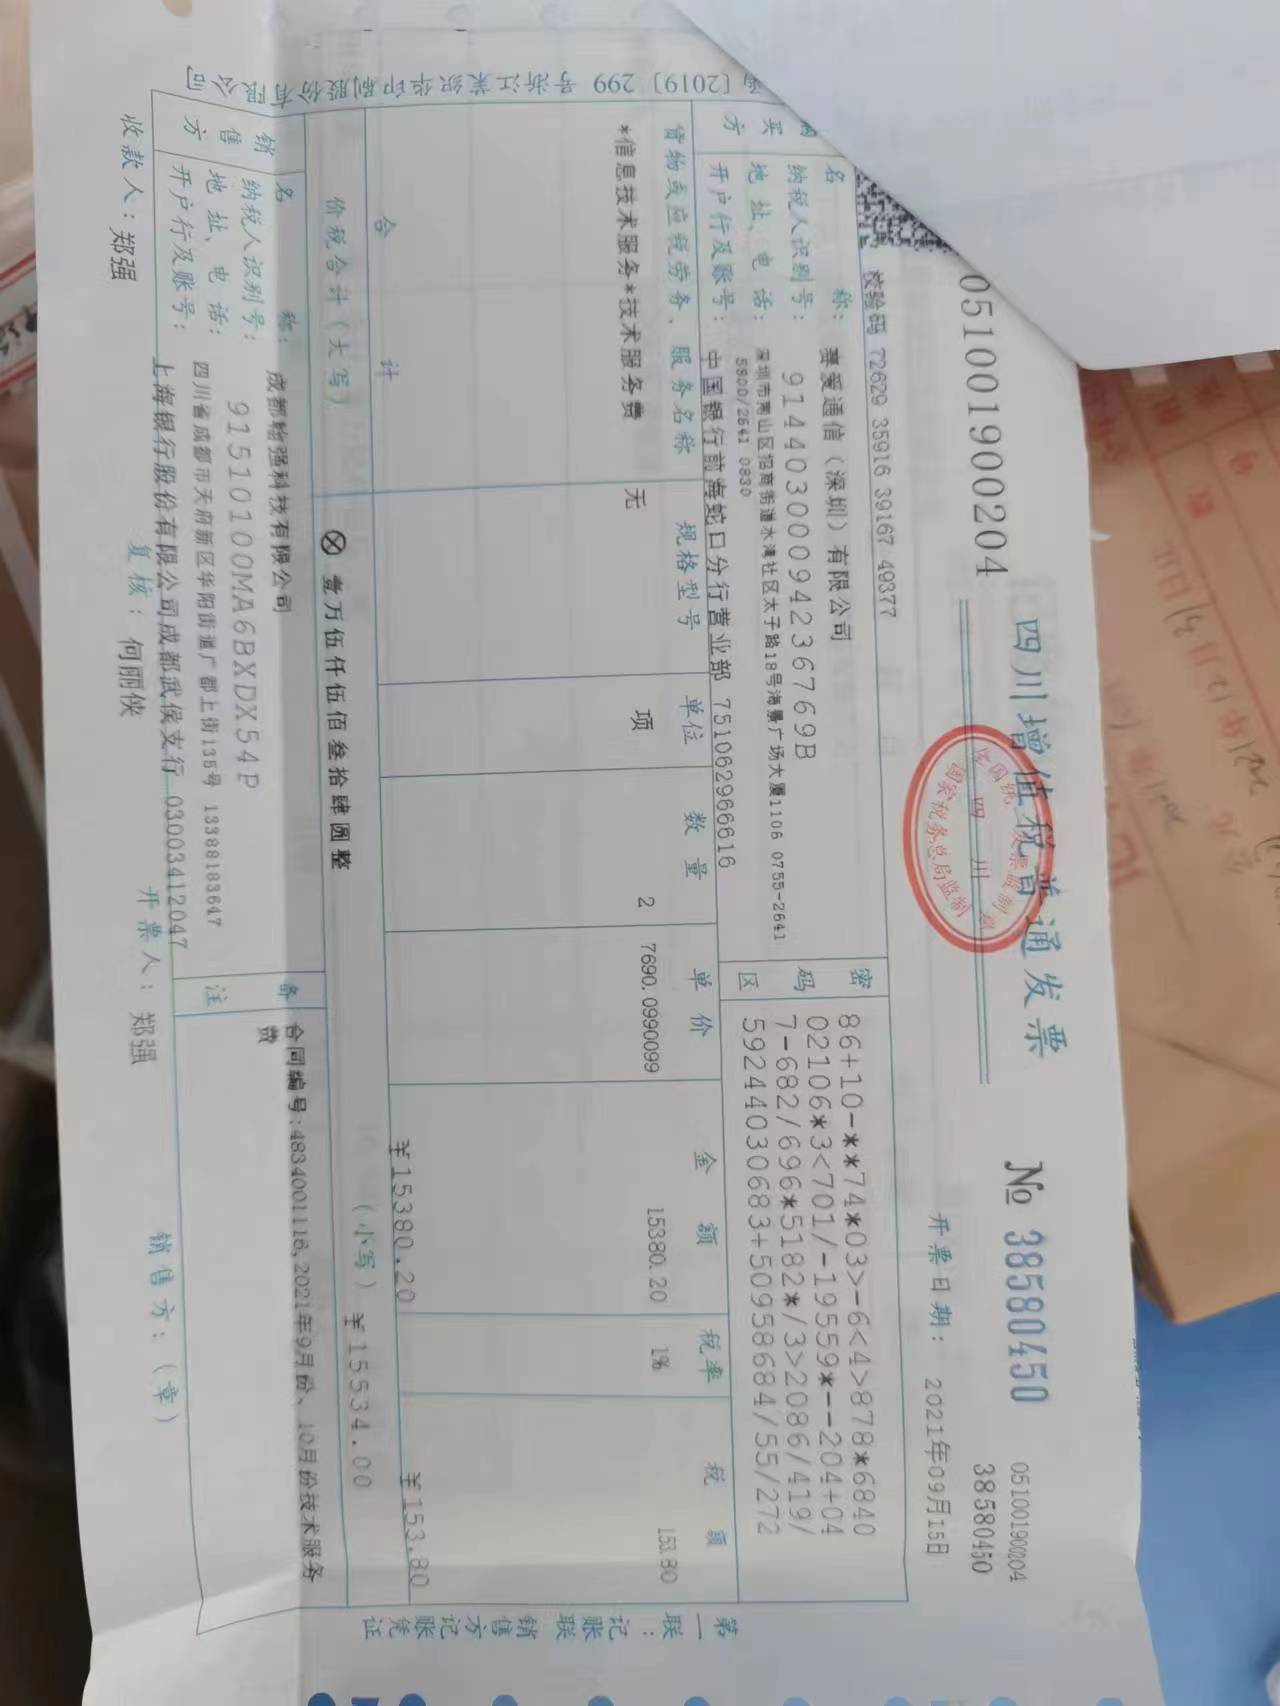 四川增值税普通发票
051001900204
№ 38580450
051001900204
38580450
全国统一发票监制章
四川
国家税务总局监制
开票日期： 2021年09月15日
校验码 72629 35916 39167 49377
购买方
名 称： 赛爱通信（深圳）有限公司
纳税人识别号： 91440300094236769B
地 址、电 话： 深圳市南山区招商街道水湾社区太子路18号海景广场大厦1106 0755-2641
5800/2641 0830
开户行及账号： 中国银行前海蛇口分行营业部 751062966616
密码区
86+10-**74*03>-6<4>878*6840
02106*3<701/-19559*--204+04
7-682/696*5182*/3>2086/419/
59244030683+50958684/55/272
货物或应税劳务、服务名称 规格型号 单位 数 量 单 价 金 额 税率 税 额
*信息技术服务*技术服务费 无 项 2 7690.0990099 15380.20 1% 153.80
合 计 ¥15380.20 ¥153.80
价税合计（大写） ⊗ 壹万伍仟伍佰叁拾肆圆整 （小写）¥15534.00
销售方
名 称： 成都翰强科技有限公司
纳税人识别号： 91510100MA6BXDX54P
地 址、电 话： 四川省成都市天府新区华阳街道广都上街135号 13388183647
开户行及账号： 上海银行股份有限公司成都武侯支行 03003412047
备注
合同编号:4834001116,2021年9月份、10月份技术服务
费
收款人：郑强 复核： 何丽侠 开票人： 郑强 销售方：（章）
第一联：记账联 销售方记账凭证
[2019] 299 号浙江莱织华印刷股份有限公司